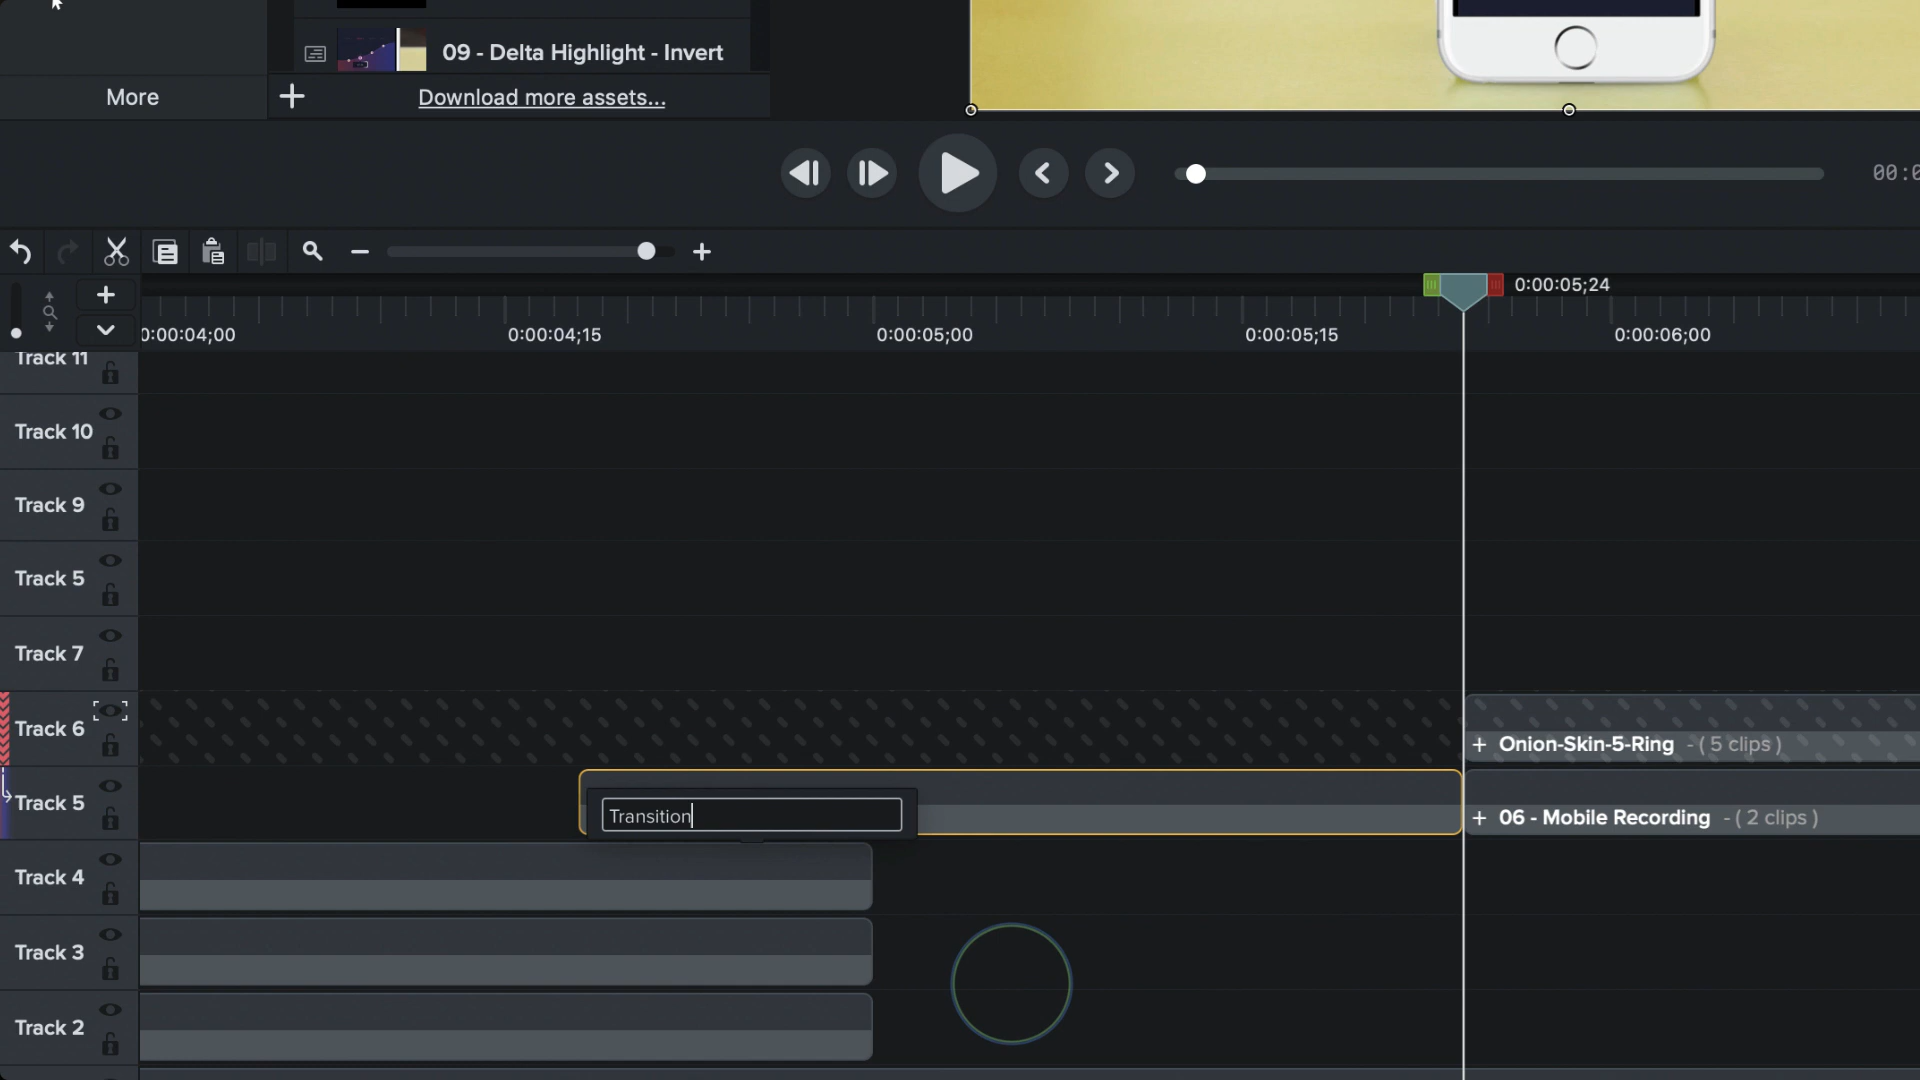 09 - Delta Highlight - Invert
More
Download more assets...
00:0
0:00:05;24
0:00:04;00
0:00:04;15
0:00:05;00
0:00:05;15
0:00:06;00
Track 11
Track 10
Track 9
Track 5
Track 7
Track 6
+ Onion-Skin-5-Ring - ( 5 clips )
Track 5
Transition
+ 06 - Mobile Recording - ( 2 clips )
Track 4
Track 3
Track 2